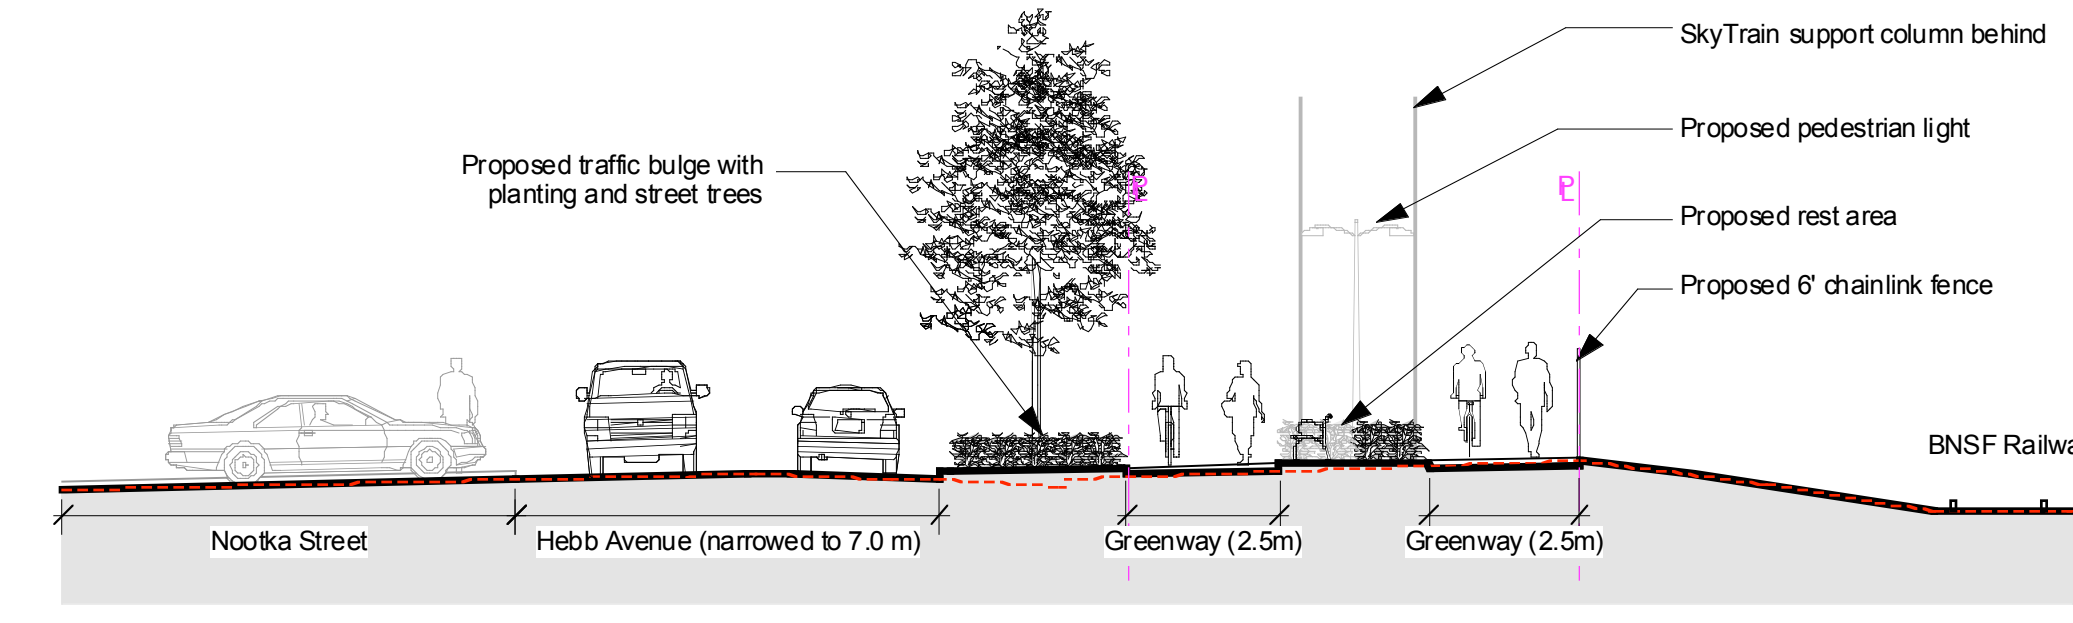 SkyTrain support column behind
Proposed pedestrian light
Proposed traffic bulge with
planting and street trees
PL
PL
Proposed rest area
Proposed 6' chainlink fence
BNSF Railwa
Nootka Street
Hebb Avenue (narrowed to 7.0 m)
Greenway (2.5m)
Greenway (2.5m)